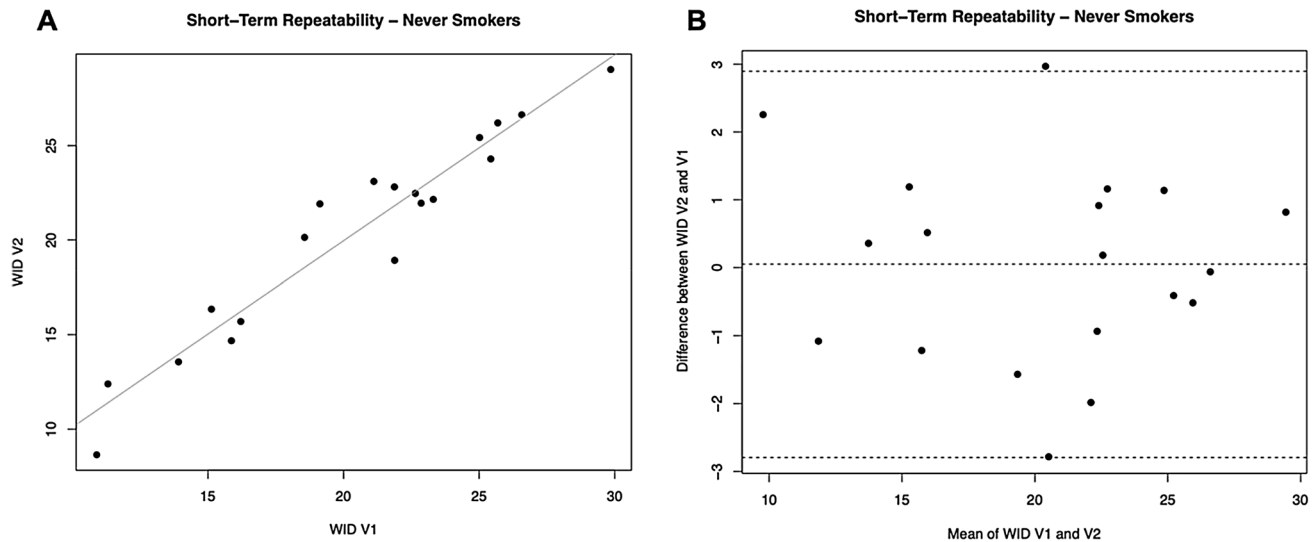 A
Short–Term Repeatability – Never Smokers
WID V2
25
20
15
10
15
20
25
30
WID V1
B
Short–Term Repeatability – Never Smokers
Difference between WID V2 and V1
3
2
1
0
−1
−2
−3
10
15
20
25
30
Mean of WID V1 and V2